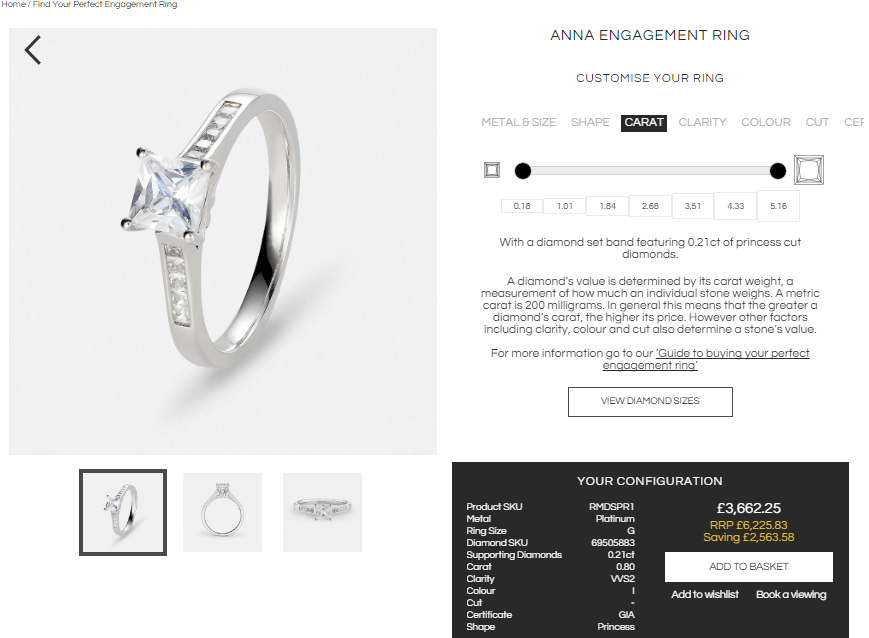 Home / Find Your Perfect Engagement Ring
ANNA ENGAGEMENT RING
CUSTOMISE YOUR RING
METAL & SIZE SHAPE CARAT CLARITY COLOUR CUT CER
0.18 1.01 1.84 2.68 3.51 4.33 5.16
With a diamond set band featuring 0.21ct of princess cut
diamonds.
A diamond's value is determined by its carat weight, a
measurement of how much an individual stone weighs. A metric
carat is 200 milligrams. In general this means that the greater a
diamond's carat, the higher its price. However other factors
including clarity, colour and cut also determine a stone's value.
For more information go to our 'Guide to buying your perfect
engagement ring'
VIEW DIAMOND SIZES
YOUR CONFIGURATION
Product SKU RMDSPR1
Metal Platinum
Ring Size G
Diamond SKU 69505883
Supporting Diamonds 0.21ct
Carat 0.80
Clarity VVS2
Colour I
Cut -
Certificate GIA
Shape Princess
£3,662.25
RRP £6,225.83
Saving £2,563.58
ADD TO BASKET
Add to wishlist Book a viewing